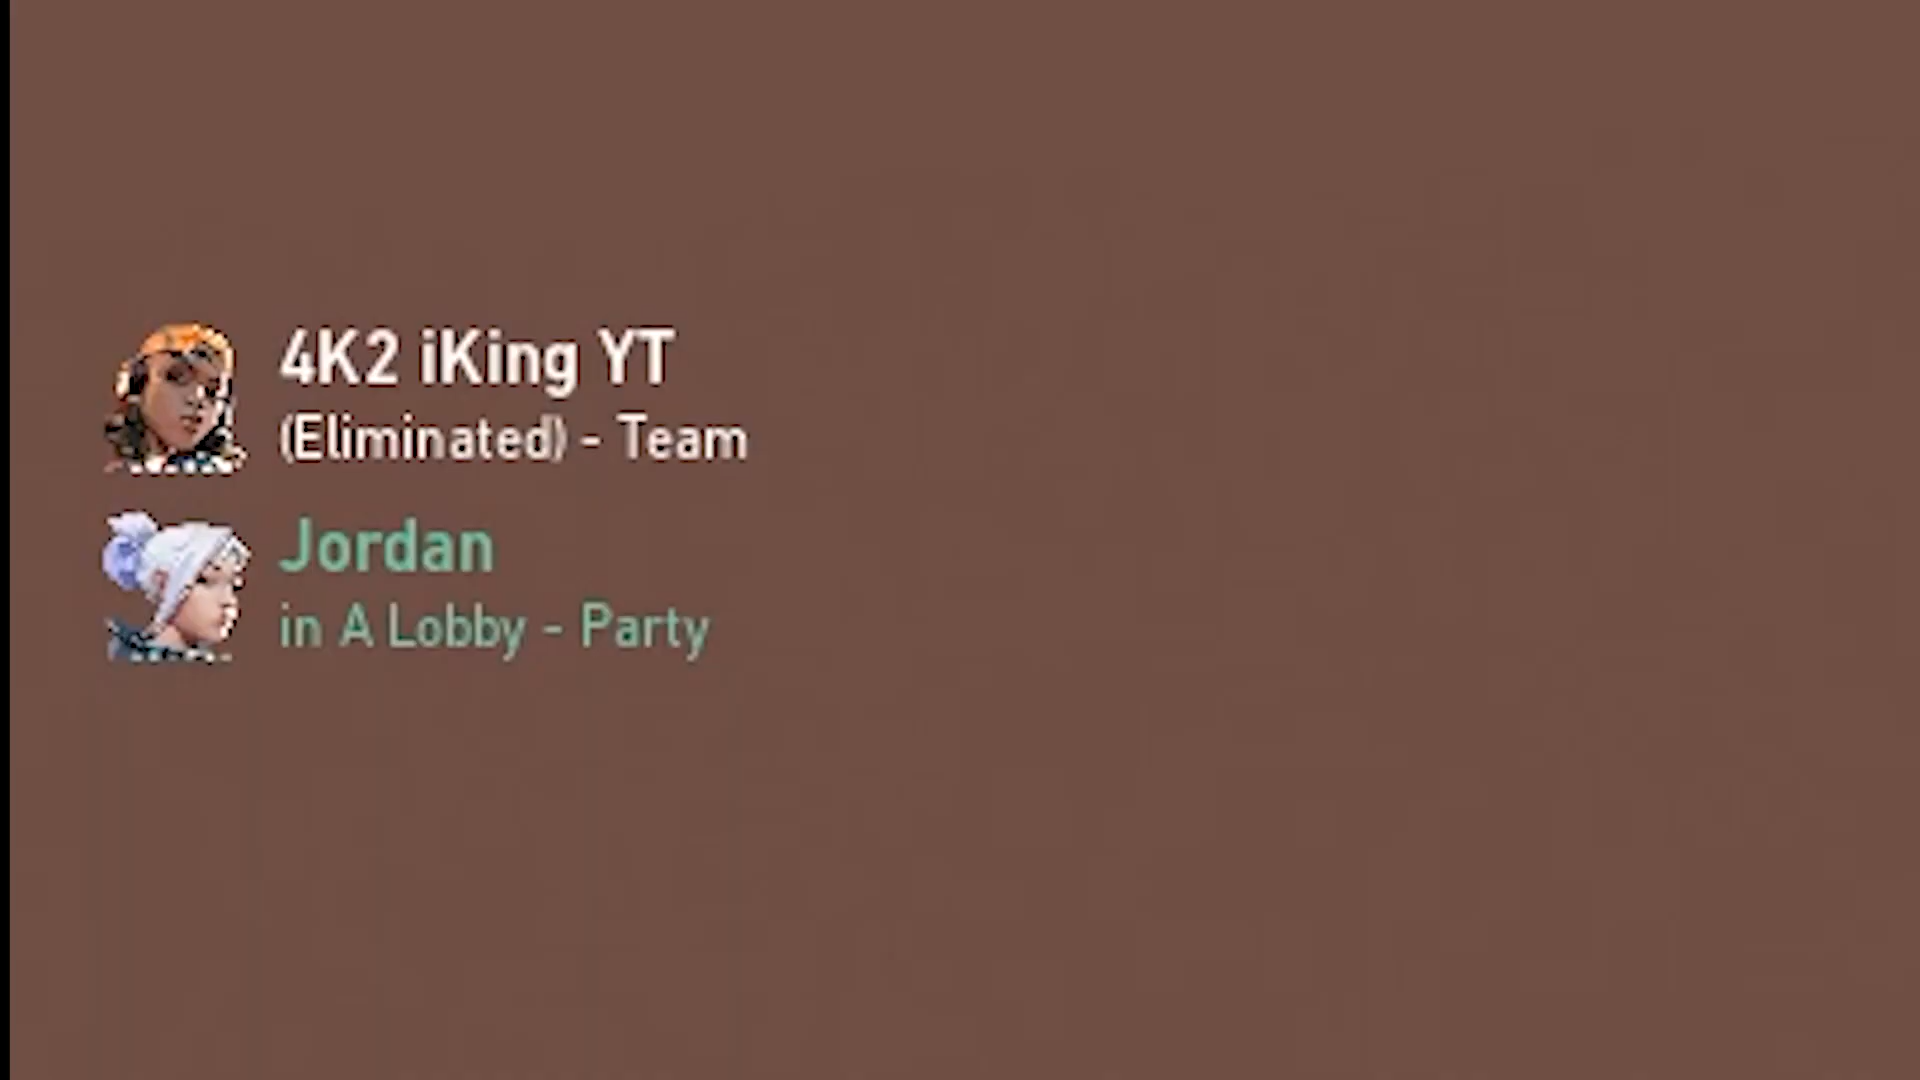 4K2 iKing YT
(Eliminated) - Team
Jordan
in A Lobby - Party